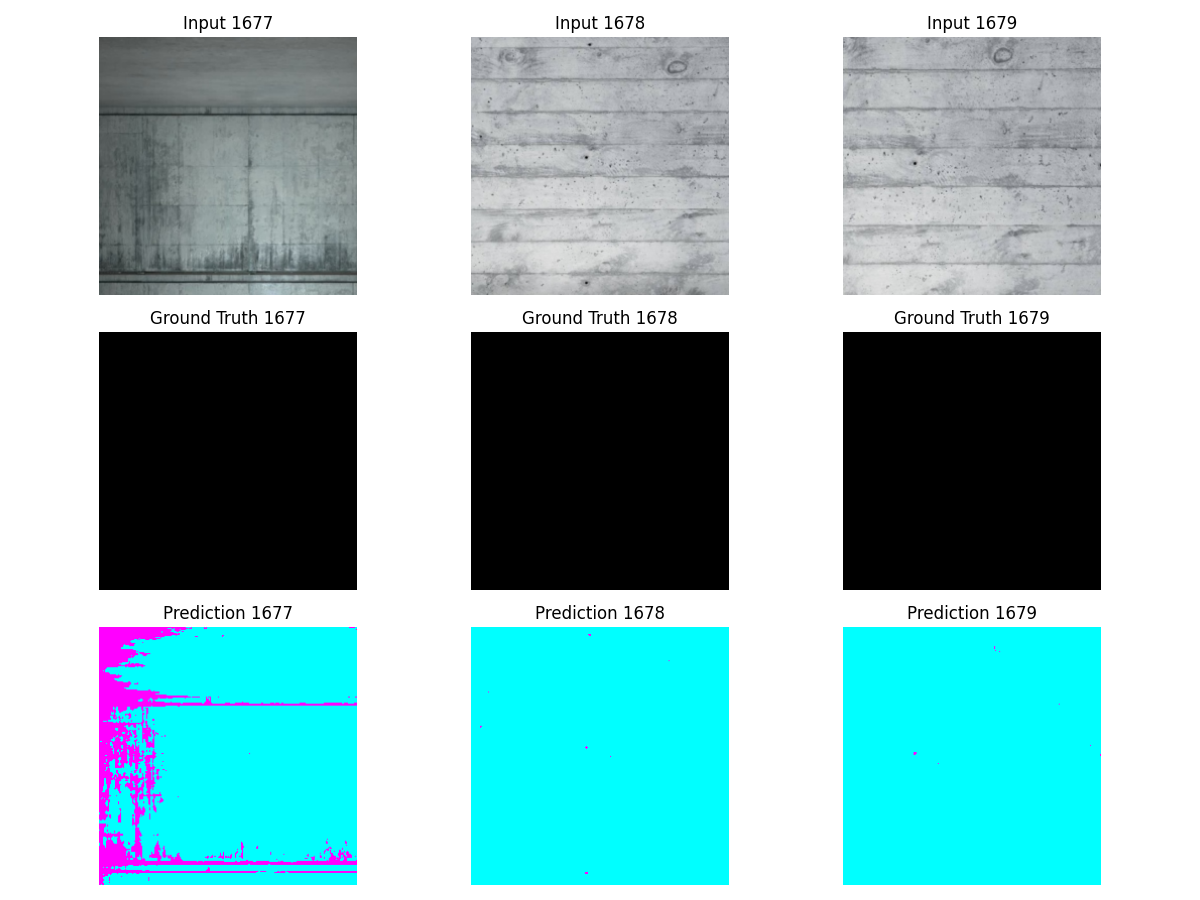 Input 1677
Input 1678
Input 1679
Ground Truth 1677
Ground Truth 1678
Ground Truth 1679
Prediction 1677
Prediction 1678
Prediction 1679